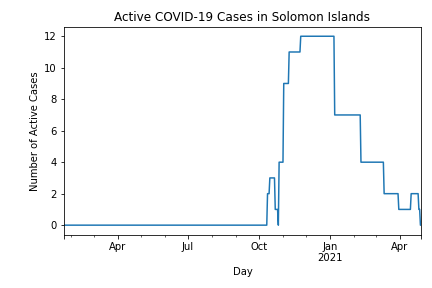 Active COVID-19 Cases in Solomon Islands
12
10
8
6
4
2
0
Number of Active Cases
Apr
Jul
Oct
Jan
2021
Apr
Day